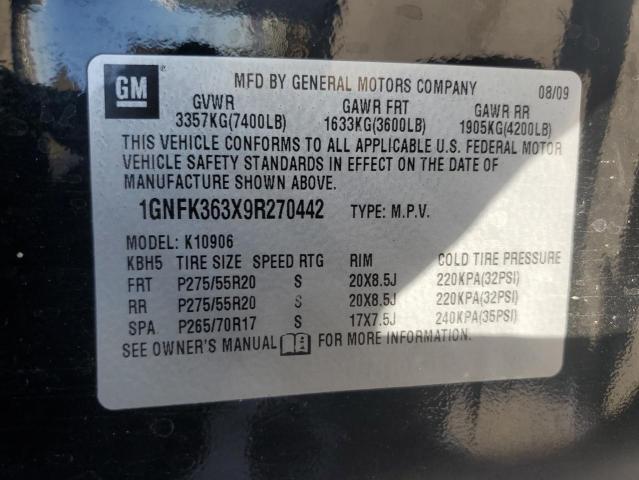 GM
MFD BY GENERAL MOTORS COMPANY 08/09
GVWR GAWR FRT GAWR RR
3357KG(7400LB) 1633KG(3600LB) 1905KG(4200LB)
THIS VEHICLE CONFORMS TO ALL APPLICABLE U.S. FEDERAL MOTOR
VEHICLE SAFETY STANDARDS IN EFFECT ON THE DATE OF
MANUFACTURE SHOWN ABOVE.
1GNFK363X9R270442 TYPE: M.P.V.
MODEL: K10906
KBH5 TIRE SIZE SPEED RTG RIM COLD TIRE PRESSURE
FRT P275/55R20 S 20X8.5J 220KPA(32PSI)
RR P275/55R20 S 20X8.5J 220KPA(32PSI)
SPA P265/70R17 S 17X7.5J 240KPA(35PSI)
SEE OWNER'S MANUAL FOR MORE INFORMATION.